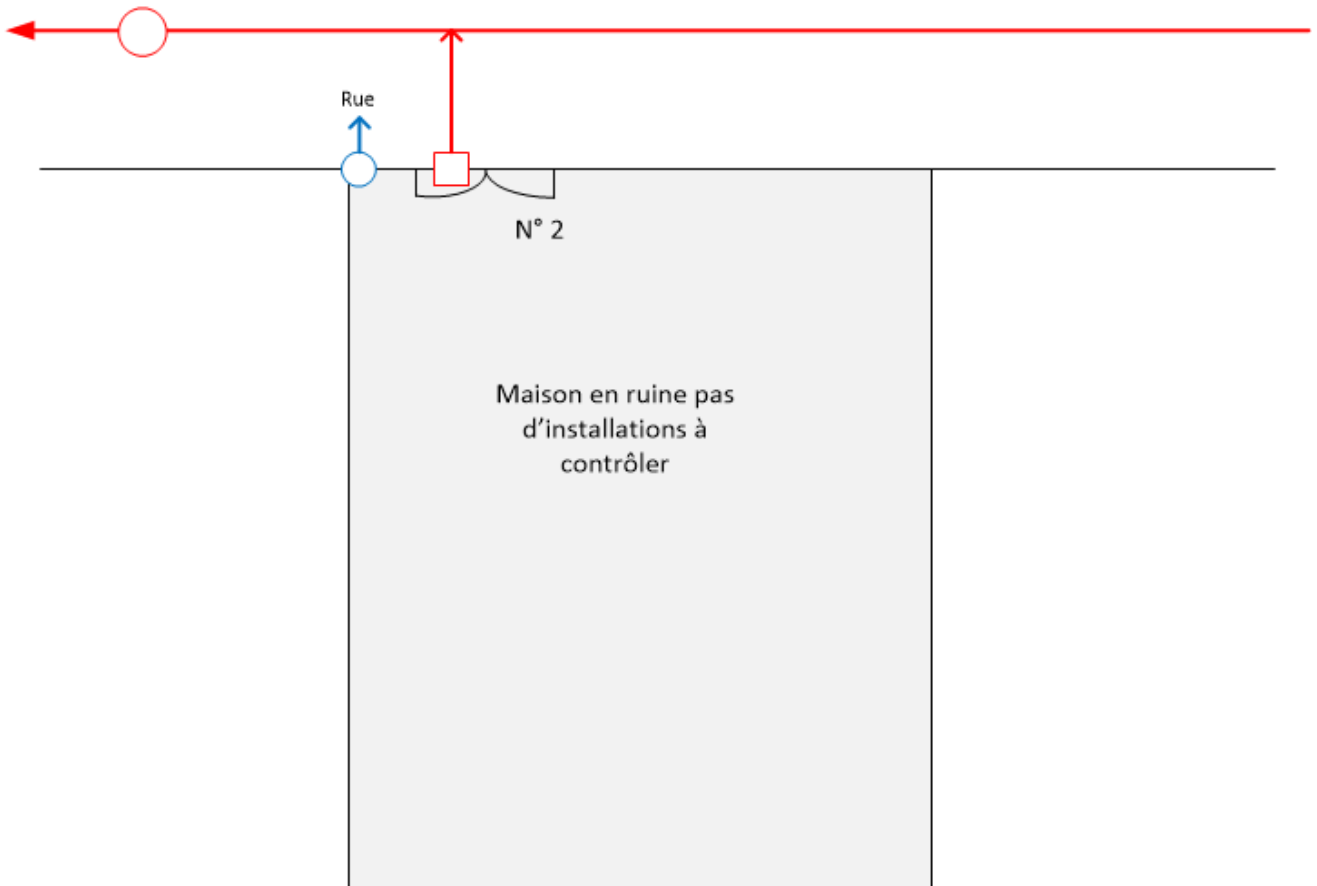 Rue
N° 2
Maison en ruine pas
d’installations à
contrôler